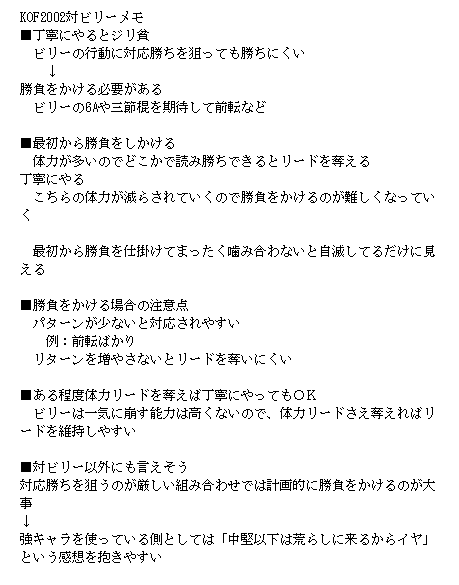 KOF2002対ビリーメモ
■丁寧にやるとジリ貧
　ビリーの行動に対応勝ちを狙っても勝ちにくい
　　↓
勝負をかける必要がある
　ビリーの6Aや三節棍を期待して前転など
■最初から勝負をしかける
　体力が多いのでどこかで読み勝ちできるとリードを奪える
丁寧にやる
　こちらの体力が減らされていくので勝負をかけるのが難しくなってい
く
　最初から勝負を仕掛けてまったく噛み合わないと自滅してるだけに見
える
■勝負をかける場合の注意点
　パターンが少ないと対応されやすい
　　例：前転ばかり
　リターンを増やさないとリードを奪いにくい
■ある程度体力リードを奪えば丁寧にやってもＯＫ
　ビリーは一気に崩す能力は高くないので、体力リードさえ奪えればリ
ードを維持しやすい
■対ビリー以外にも言えそう
対応勝ちを狙うのが厳しい組み合わせでは計画的に勝負をかけるのが大
事
↓
強キャラを使っている側としては「中堅以下は荒らしに来るからイヤ」
という感想を抱きやすい